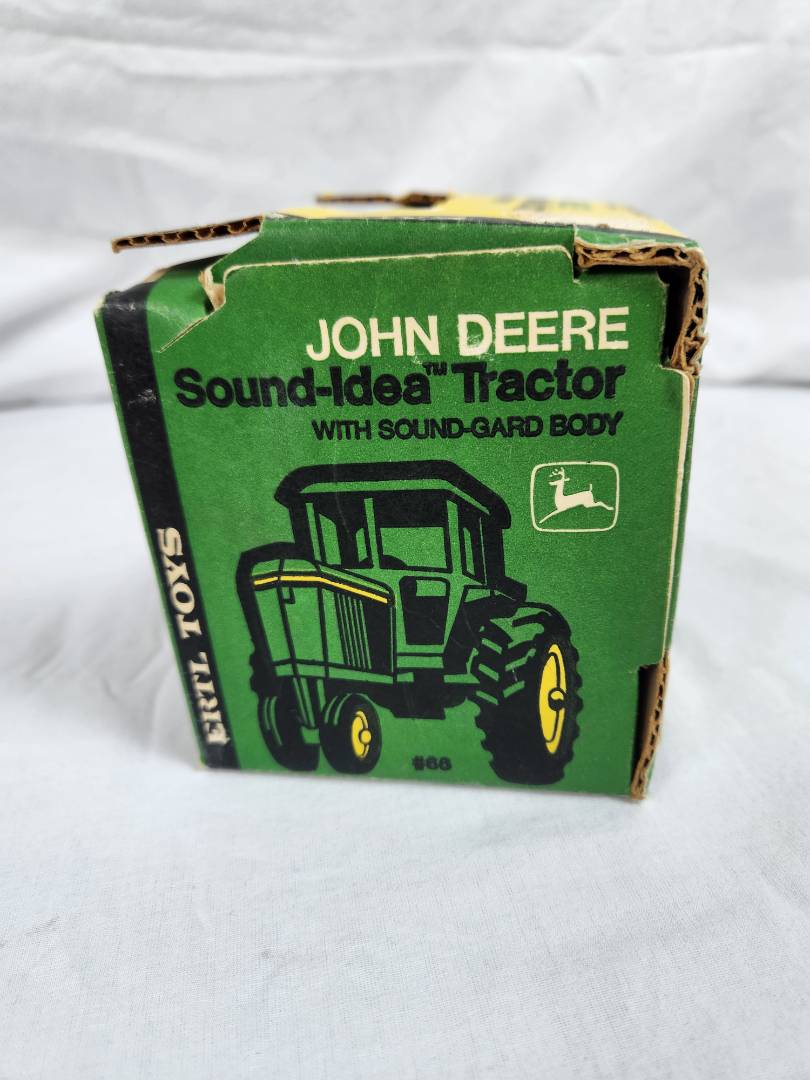 JOHN DEERE
Sound-Idea™ Tractor
WITH SOUND-GARD BODY
ERTL TOYS
#66